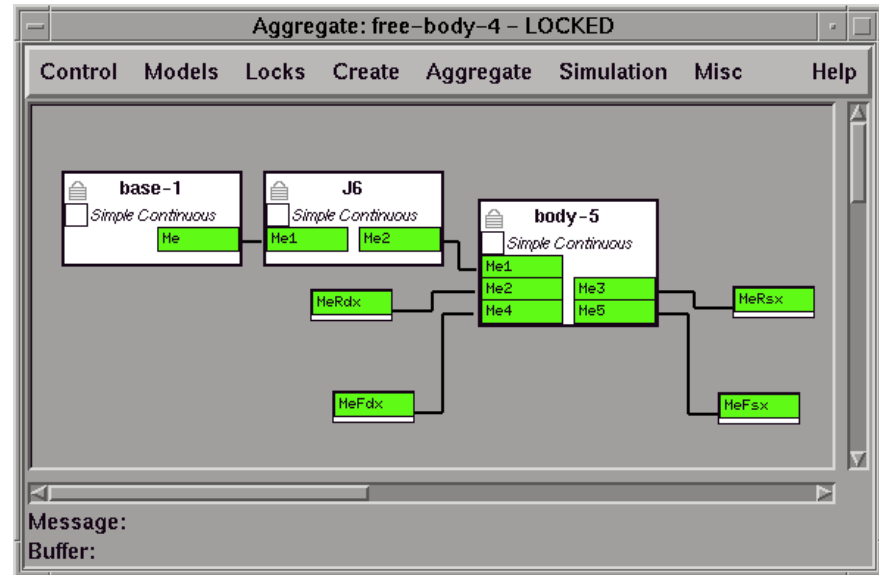 Aggregate: free-body-4 - LOCKED
Control Models Locks Create Aggregate Simulation Misc Help
base-1
Simple Continuous
Me
J6
Simple Continuous
Me1 Me2
body-5
Simple Continuous
Me1
Me2 Me3
Me4 Me5
MeRdx
MeRsx
MeFdx
MeFsx
Message:
Buffer: